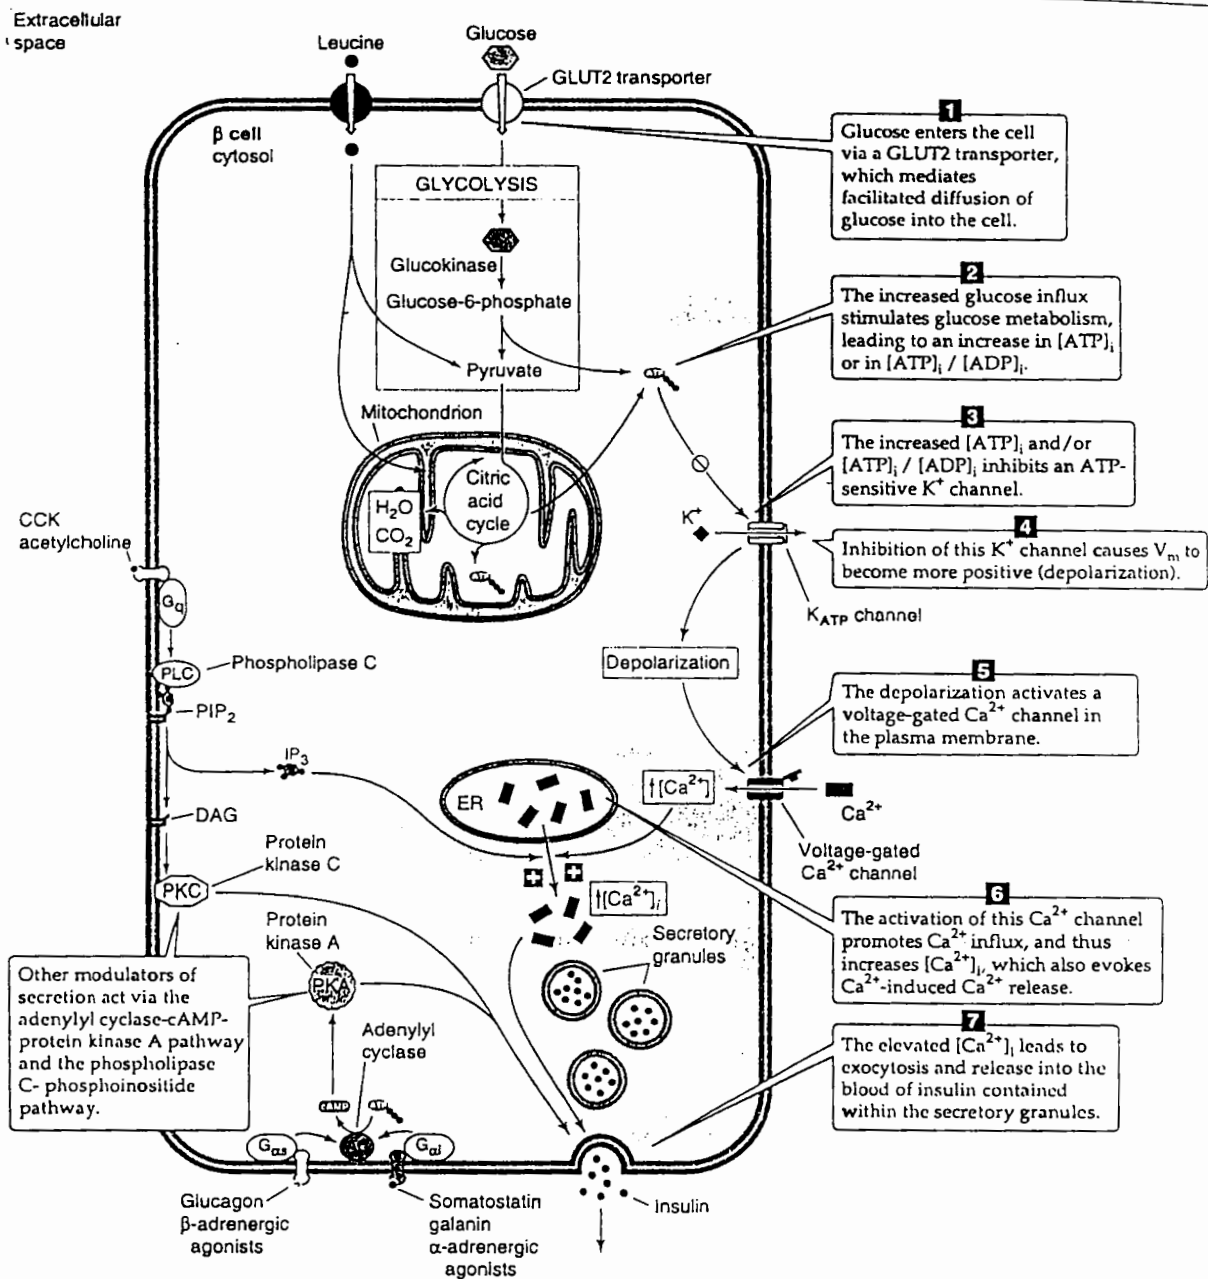 Extracellular
space
Leucine
Glucose
GLUT2 transporter
β cell
cytosol
GLYCOLYSIS
Glucokinase
Glucose-6-phosphate
Pyruvate
Mitochondrion
Citric
acid
cycle
H2O
CO2
1
Glucose enters the cell
via a GLUT2 transporter,
which mediates
facilitated diffusion of
glucose into the cell.
2
The increased glucose influx
stimulates glucose metabolism,
leading to an increase in [ATP]i
or in [ATP]i / [ADP]i.
3
The increased [ATP]i and/or
[ATP]i / [ADP]i inhibits an ATP-
sensitive K+ channel.
K+
4
Inhibition of this K+ channel causes Vm to
become more positive (depolarization).
KATP channel
CCK
acetylcholine
Gq
PLC
Phospholipase C
PIP2
IP3
DAG
Protein
kinase C
PKC
Depolarization
5
The depolarization activates a
voltage-gated Ca2+ channel in
the plasma membrane.
ER
↑[Ca2+]
Ca2+
Voltage-gated
Ca2+ channel
↑[Ca2+]i
6
The activation of this Ca2+ channel
promotes Ca2+ influx, and thus
increases [Ca2+]i, which also evokes
Ca2+-induced Ca2+ release.
Secretory
granules
Protein
kinase A
PKA
Other modulators of
secretion act via the
adenylyl cyclase-cAMP-
protein kinase A pathway
and the phospholipase
C- phosphoinositide
pathway.
Adenylyl
cyclase
cAMP
7
The elevated [Ca2+]i leads to
exocytosis and release into the
blood of insulin contained
within the secretory granules.
Gαs
Gαi
AC
Glucagon
β-adrenergic
agonists
Somatostatin
galanin
α-adrenergic
agonists
Insulin